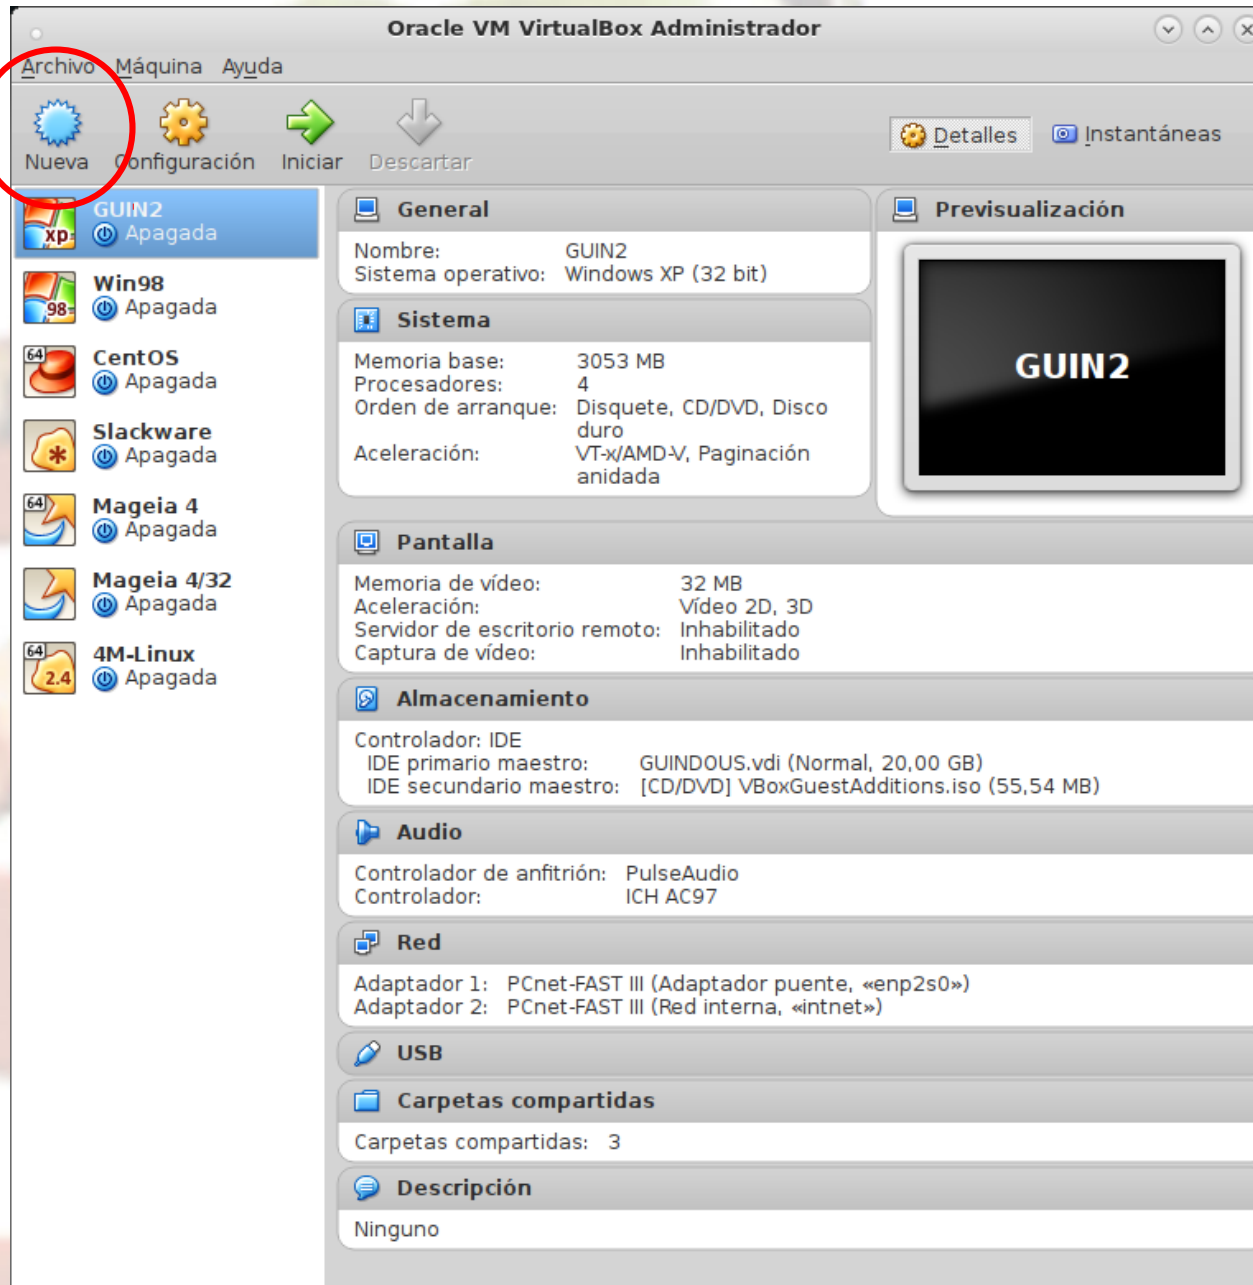 Oracle VM VirtualBox Administrador
Archivo Máquina Ayuda
Nueva Configuración Iniciar Descartar
Detalles Instantáneas
GUIN2
xp
Apagada
Win98
98
Apagada
64
CentOS
Apagada
Slackware
Apagada
64
Mageia 4
Apagada
Mageia 4/32
Apagada
64
4M-Linux
2.4
Apagada
General
Nombre: GUIN2
Sistema operativo: Windows XP (32 bit)
Previsualización
GUIN2
Sistema
Memoria base: 3053 MB
Procesadores: 4
Orden de arranque: Disquete, CD/DVD, Disco
duro
Aceleración: VT-x/AMD-V, Paginación
anidada
Pantalla
Memoria de vídeo: 32 MB
Aceleración: Vídeo 2D, 3D
Servidor de escritorio remoto: Inhabilitado
Captura de vídeo: Inhabilitado
Almacenamiento
Controlador: IDE
IDE primario maestro: GUINDOUS.vdi (Normal, 20,00 GB)
IDE secundario maestro: [CD/DVD] VBoxGuestAdditions.iso (55,54 MB)
Audio
Controlador de anfitrión: PulseAudio
Controlador: ICH AC97
Red
Adaptador 1: PCnet-FAST III (Adaptador puente, «enp2s0»)
Adaptador 2: PCnet-FAST III (Red interna, «intnet»)
USB
Carpetas compartidas
Carpetas compartidas: 3
Descripción
Ninguno